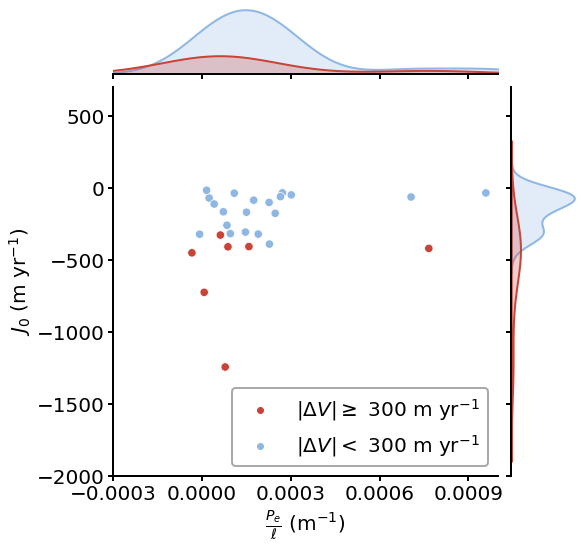 500
0
−500
−1000
−1500
−2000
J₀ (m yr⁻¹)
|ΔV| ≥ 300 m yr⁻¹
|ΔV| < 300 m yr⁻¹
−0.0003 0.0000 0.0003 0.0006 0.0009
Pₑ/ℓ (m⁻¹)